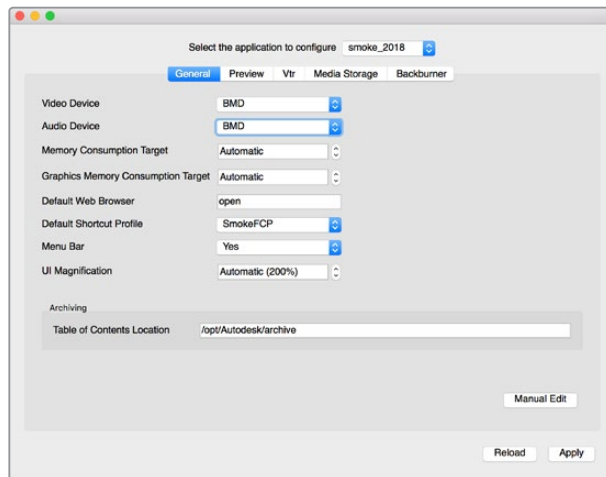 Select the application to configure smoke_2018
General Preview Vtr Media Storage Backburner
Video Device BMD
Audio Device BMD
Memory Consumption Target Automatic
Graphics Memory Consumption Target Automatic
Default Web Browser open
Default Shortcut Profile SmokeFCP
Menu Bar Yes
UI Magnification Automatic (200%)
Archiving
Table of Contents Location /opt/Autodesk/archive
Manual Edit
Reload Apply